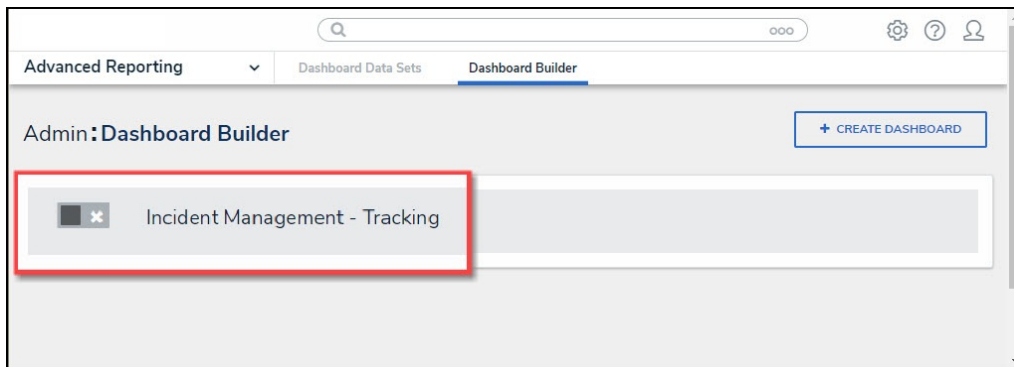 Advanced Reporting
Dashboard Data Sets
Dashboard Builder
Admin:Dashboard Builder
+ CREATE DASHBOARD
Incident Management - Tracking